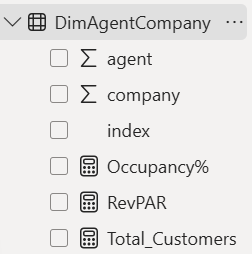 DimAgentCompany
agent
company
index
Occupancy%
RevPAR
Total_Customers